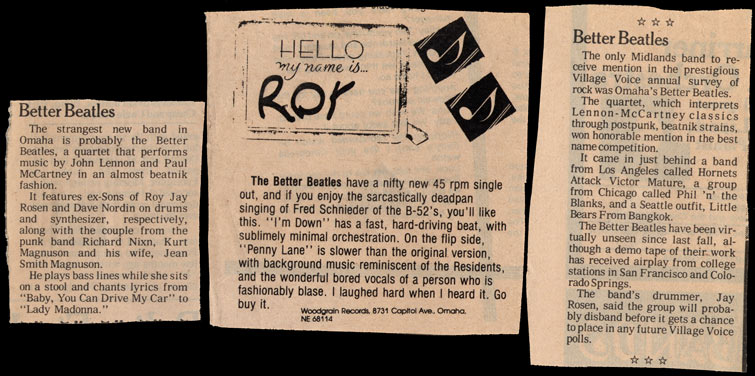 Better Beatles
The strangest new band in
Omaha is probably the Better
Beatles, a quartet that performs
music by John Lennon and Paul
McCartney in an almost beatnik
fashion.
It features ex-Sons of Roy Jay
Rosen and Dave Nordin on drums
and synthesizer, respectively,
along with the couple from the
punk band Richard Nixn, Kurt
Magnuson and his wife, Jean
Smith Magnuson.
He plays bass lines while she sits
on a stool and chants lyrics from
"Baby, You Can Drive My Car" to
"Lady Madonna."
HELLO
my name is...
ROY
The Better Beatles have a nifty new 45 rpm single
out, and if you enjoy the sarcastically deadpan
singing of Fred Schnieder of the B-52's, you'll like
this. "I'm Down" has a fast, hard-driving beat, with
sublimely minimal orchestration. On the flip side,
"Penny Lane" is slower than the original version,
with background music reminiscent of the Residents,
and the wonderful bored vocals of a person who is
fashionably blase. I laughed hard when I heard it. Go
buy it.
Woodgrain Records, 8731 Capitol Ave., Omaha,
NE 68114
☆ ☆ ☆
Better Beatles
The only Midlands band to re-
ceive mention in the prestigious
Village Voice annual survey of
rock was Omaha's Better Beatles.
The quartet, which interprets
Lennon-McCartney classics
through postpunk, beatnik strains,
won honorable mention in the best
name competition.
It came in just behind a band
from Los Angeles called Hornets
Attack Victor Mature, a group
from Chicago called Phil 'n' the
Blanks, and a Seattle outfit, Little
Bears From Bangkok.
The Better Beatles have been vir-
tually unseen since last fall, al-
though a demo tape of their work
has received airplay from college
stations in San Francisco and Colo-
rado Springs.
The band's drummer, Jay
Rosen, said the group will proba-
bly disband before it gets a chance
to place in any future Village Voice
polls.
☆ ☆ ☆